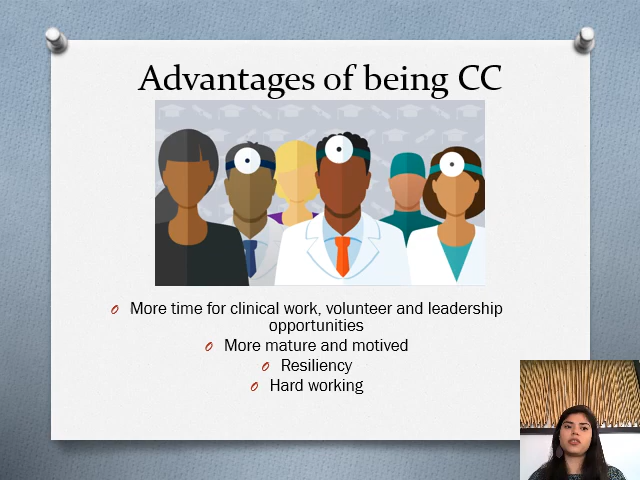 Advantages of being CC
More time for clinical work, volunteer and leadership
opportunities
More mature and motived
Resiliency
Hard working